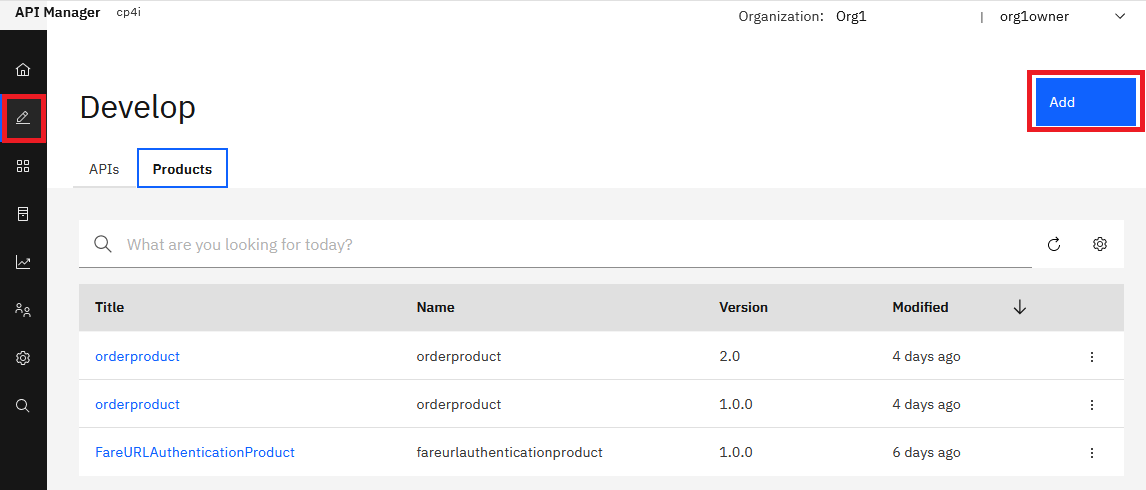 API Manager cp4i Organization: Org1 | org1owner
Develop
Add
APIs Products
What are you looking for today?
Title Name Version Modified
orderproduct orderproduct 2.0 4 days ago
orderproduct orderproduct 1.0.0 4 days ago
FareURLAuthenticationProduct fareurlauthenticationproduct 1.0.0 6 days ago